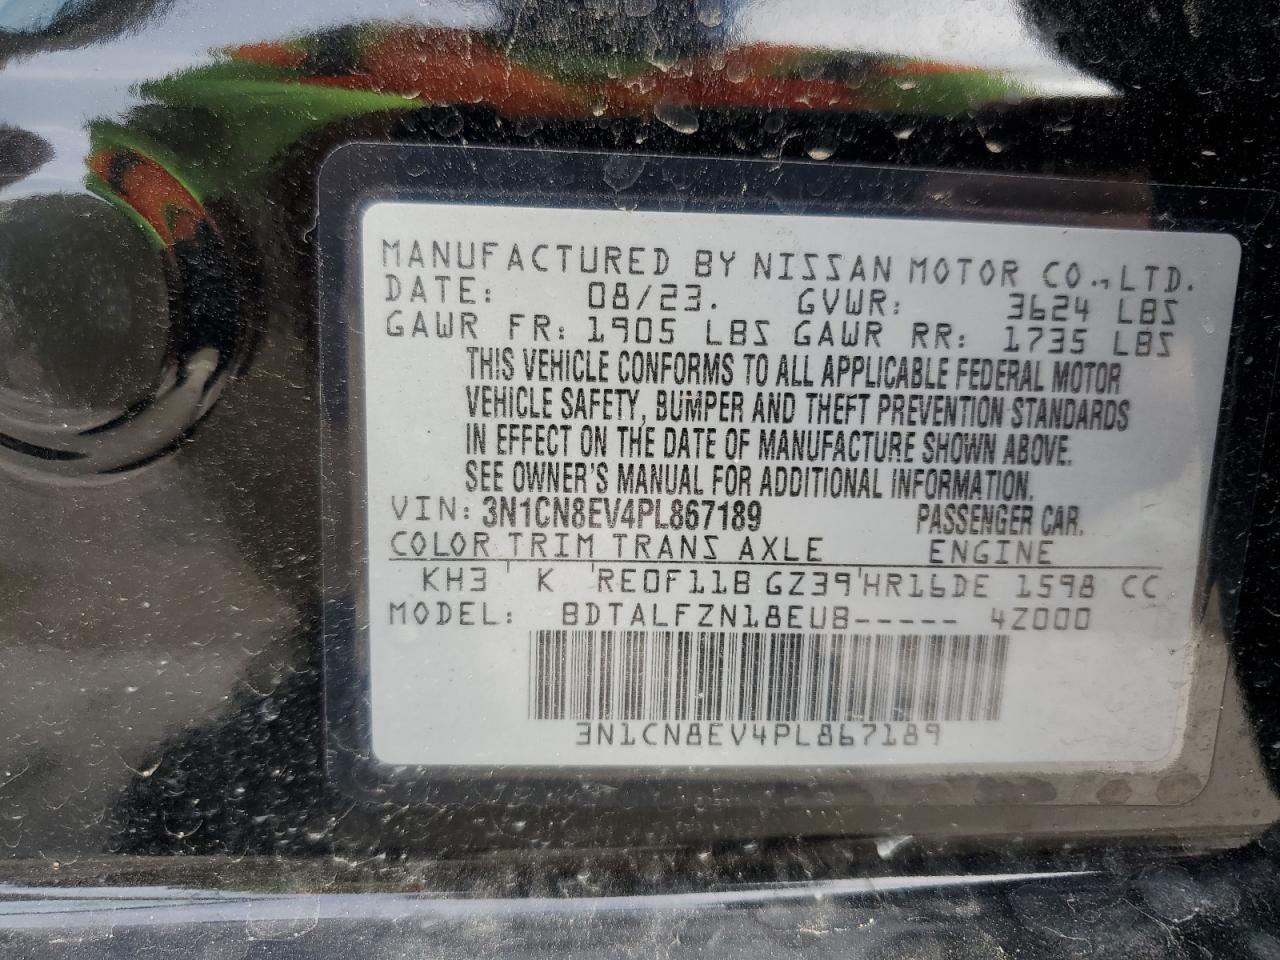 MANUFACTURED BY NISSAN MOTOR CO.,LTD.
DATE: 08/23. GVWR: 3624 LBS
GAWR FR: 1905 LBS GAWR RR: 1735 LBS
THIS VEHICLE CONFORMS TO ALL APPLICABLE FEDERAL MOTOR
VEHICLE SAFETY, BUMPER AND THEFT PREVENTION STANDARDS
IN EFFECT ON THE DATE OF MANUFACTURE SHOWN ABOVE.
SEE OWNER'S MANUAL FOR ADDITIONAL INFORMATION.
VIN: 3N1CN8EV4PL867189 PASSENGER CAR.
COLOR TRIM TRANS AXLE ENGINE
KH3 ' K ' RE0F11B GZ39'HR16DE 1598 CC
MODEL: BDTALFZN18EUB----- 4Z000
3N1CN8EV4PL867189